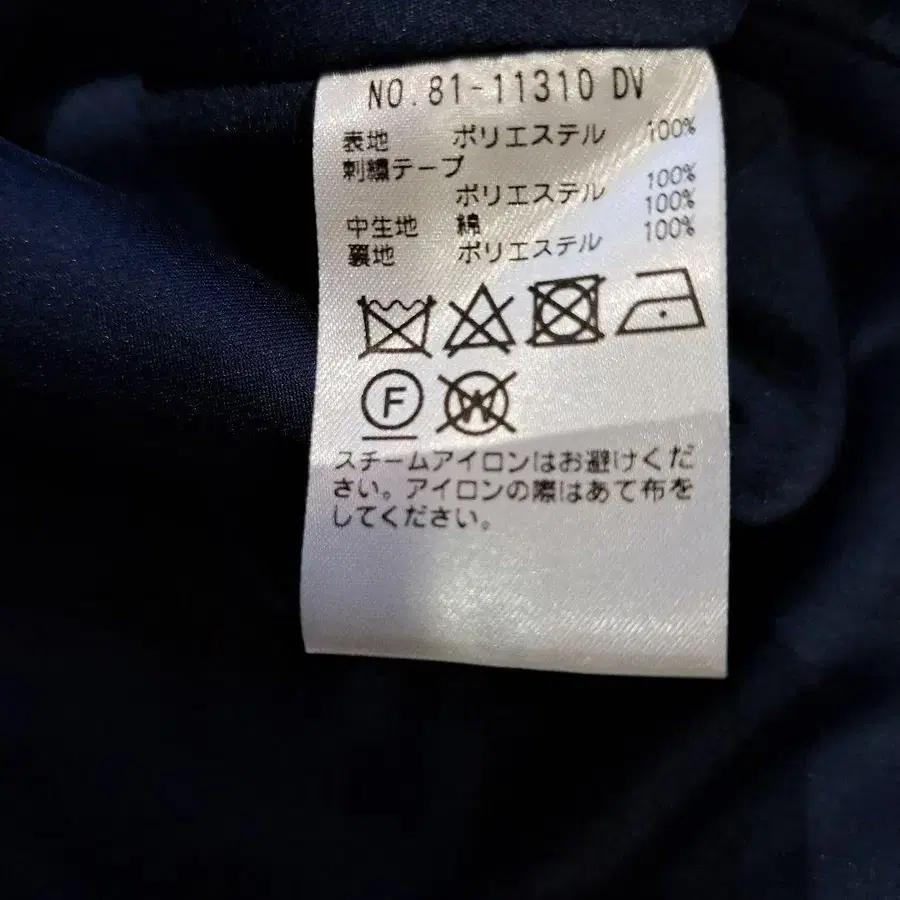 NO.81-11310 DV
表地 ポリエステル 100%
刺繍テープ
ポリエステル 100%
中生地 綿 100%
裏地 ポリエステル 100%
F
W
スチームアイロンはお避けくだ
さい。アイロンの際はあて布を
してください。